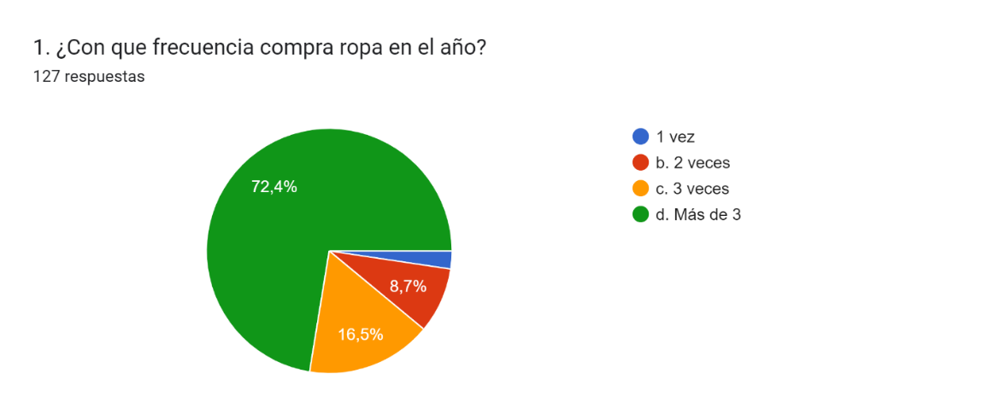 1. ¿Con que frecuencia compra ropa en el año?
127 respuestas
1 vez
b. 2 veces
c. 3 veces
d. Más de 3
72,4%
8,7%
16,5%